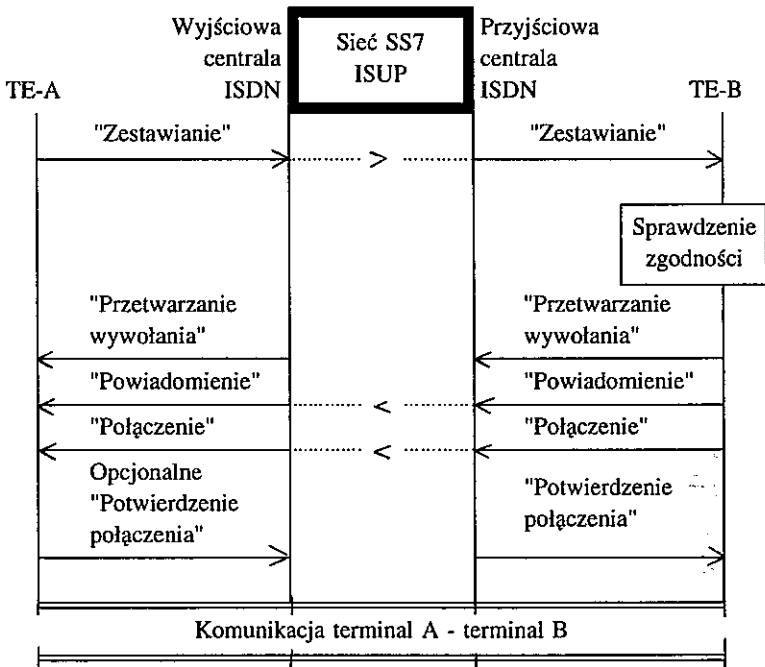 Wyjściowa
centrala
ISDN
Sieć SS7
ISUP
Przyjściowa
centrala
ISDN
TE-A
TE-B
"Zestawianie"
"Zestawianie"
Sprawdzenie
zgodności
"Przetwarzanie
wywołania"
"Przetwarzanie
wywołania"
"Powiadomienie"
"Powiadomienie"
"Połączenie"
"Połączenie"
Opcjonalne
"Potwierdzenie
połączenia"
"Potwierdzenie
połączenia"
Komunikacja terminal A - terminal B